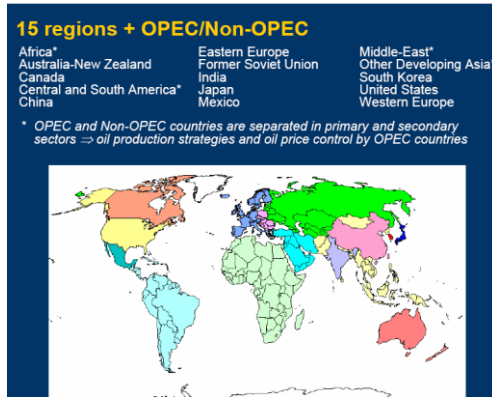 15 regions + OPEC/Non-OPEC
Africa*
Australia-New Zealand
Canada
Central and South America*
China
Eastern Europe
Former Soviet Union
India
Japan
Mexico
Middle-East*
Other Developing Asia*
South Korea
United States
Western Europe
* OPEC and Non-OPEC countries are separated in primary and secondary
sectors ⇒ oil production strategies and oil price control by OPEC countries